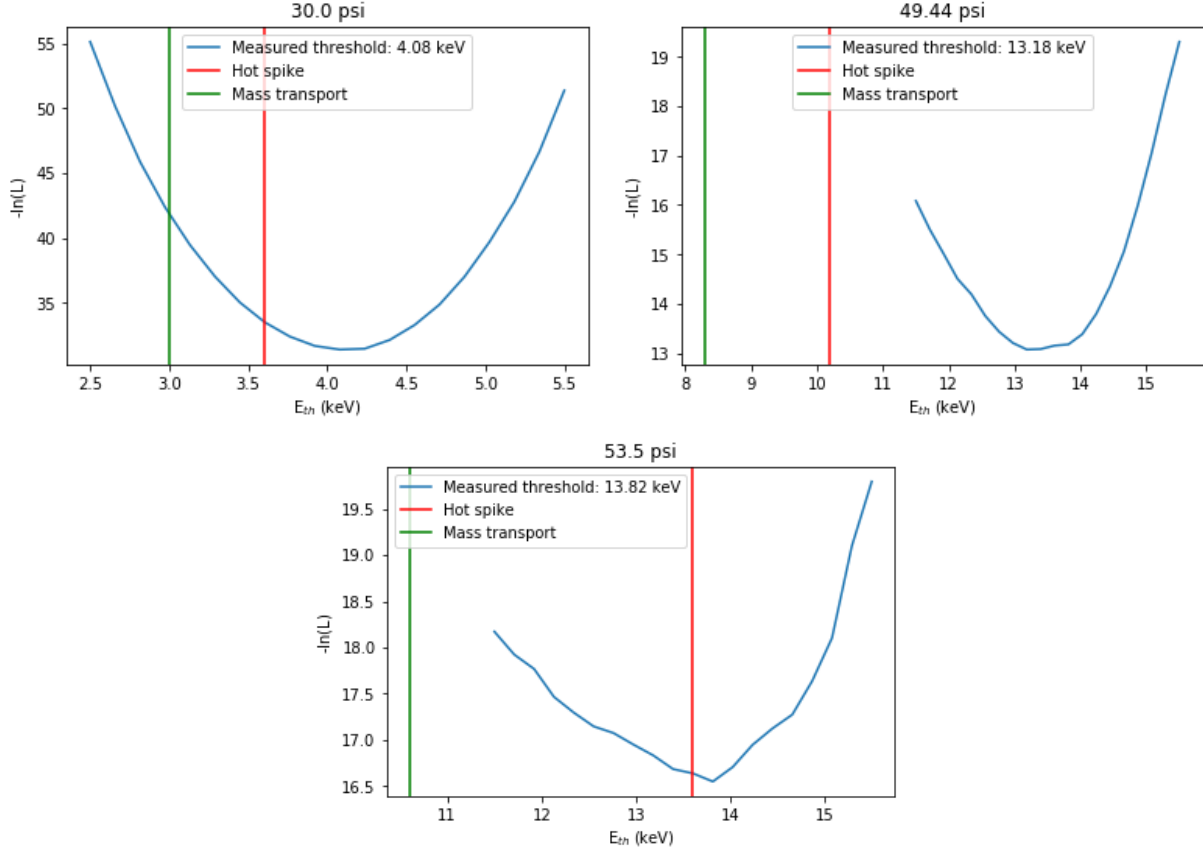 30.0 psi
Measured threshold: 4.08 keV
Hot spike
Mass transport
55
50
45
40
35
-ln(L)
2.5 3.0 3.5 4.0 4.5 5.0 5.5
E_th (keV)
49.44 psi
Measured threshold: 13.18 keV
Hot spike
Mass transport
19
18
17
16
15
14
13
-ln(L)
8 9 10 11 12 13 14 15
E_th (keV)
53.5 psi
Measured threshold: 13.82 keV
Hot spike
Mass transport
19.5
19.0
18.5
18.0
17.5
17.0
16.5
-ln(L)
11 12 13 14 15
E_th (keV)